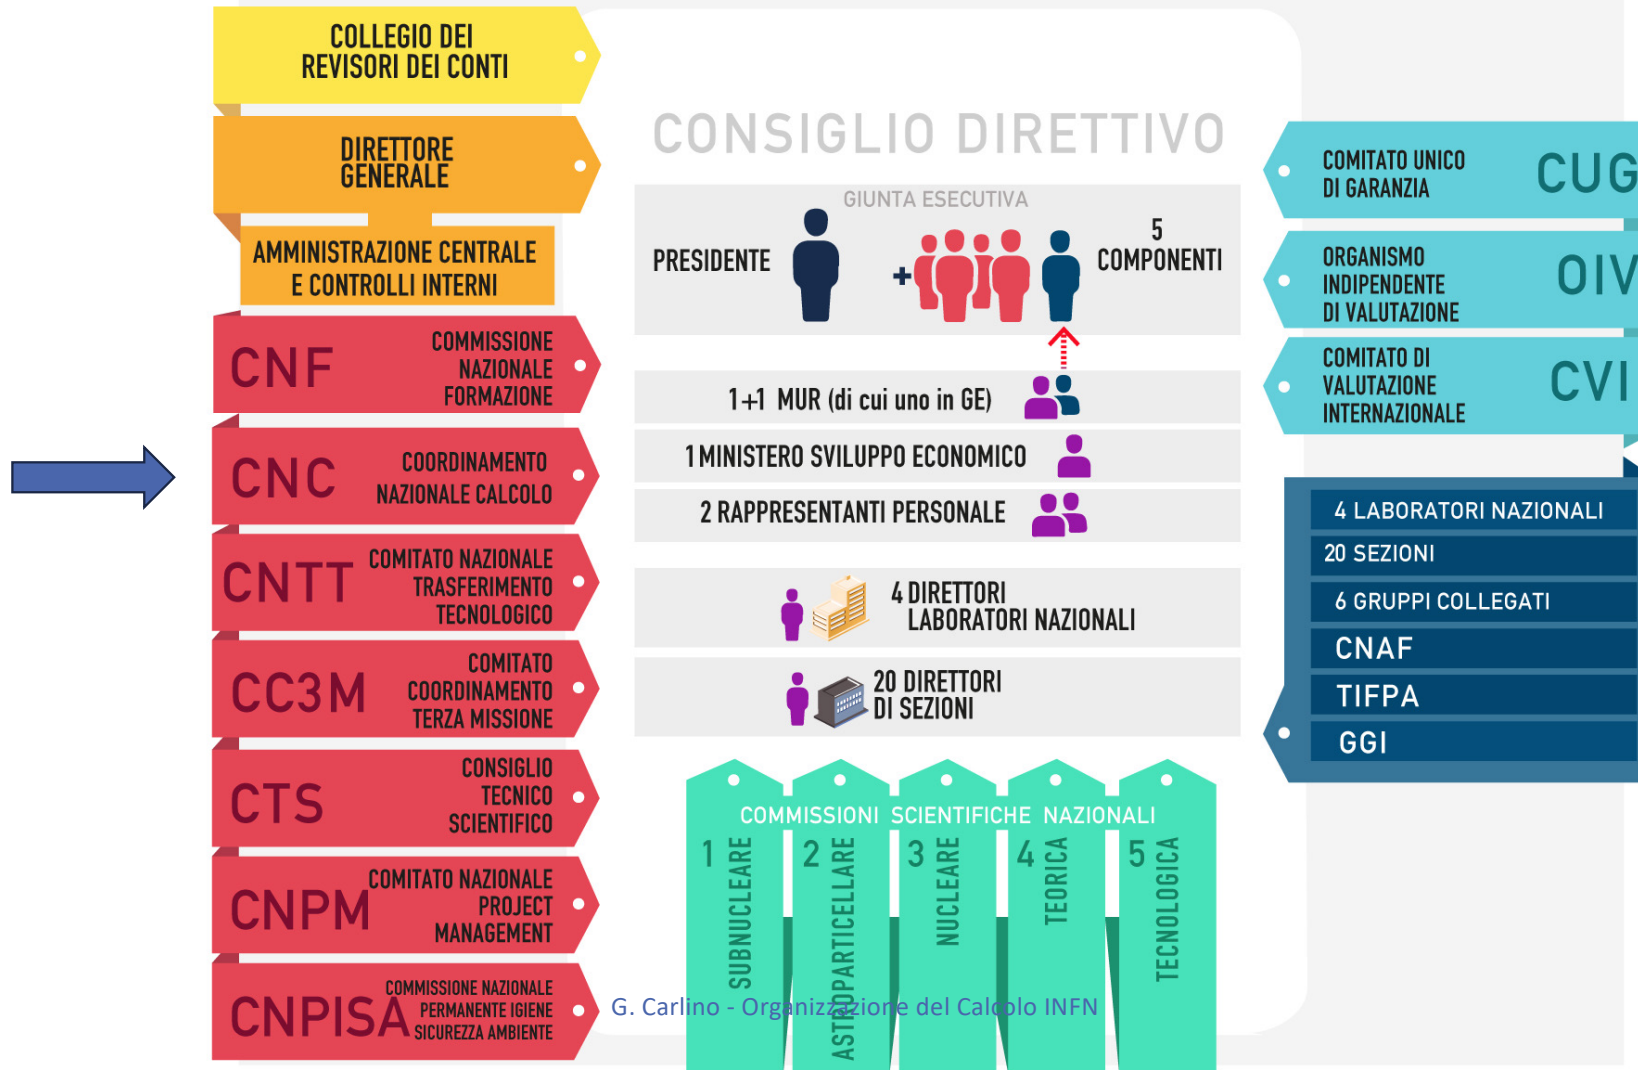 COLLEGIO DEI
REVISORI DEI CONTI
DIRETTORE
GENERALE
AMMINISTRAZIONE CENTRALE
E CONTROLLI INTERNI
CNF
COMMISSIONE
NAZIONALE
FORMAZIONE
CNC
COORDINAMENTO
NAZIONALE CALCOLO
CNTT
COMITATO NAZIONALE
TRASFERIMENTO
TECNOLOGICO
CC3M
COMITATO
COORDINAMENTO
TERZA MISSIONE
CTS
CONSIGLIO
TECNICO
SCIENTIFICO
CNPM
COMITATO NAZIONALE
PROJECT
MANAGEMENT
CNPISA
COMMISSIONE NAZIONALE
PERMANENTE IGIENE
SICUREZZA AMBIENTE
CONSIGLIO DIRETTIVO
GIUNTA ESECUTIVA
PRESIDENTE
+
5
COMPONENTI
1+1 MUR (di cui uno in GE)
1 MINISTERO SVILUPPO ECONOMICO
2 RAPPRESENTANTI PERSONALE
4 DIRETTORI
LABORATORI NAZIONALI
20 DIRETTORI
DI SEZIONI
COMMISSIONI SCIENTIFICHE NAZIONALI
1 SUBNUCLEARE
2 ASTROPARTICELLARE
3 NUCLEARE
4 TEORICA
5 TECNOLOGICA
G. Carlino - Organizzazione del Calcolo INFN
COMITATO UNICO
DI GARANZIA
CUG
ORGANISMO
INDIPENDENTE
DI VALUTAZIONE
OIV
COMITATO DI
VALUTAZIONE
INTERNAZIONALE
CVI
4 LABORATORI NAZIONALI
20 SEZIONI
6 GRUPPI COLLEGATI
CNAF
TIFPA
GGI